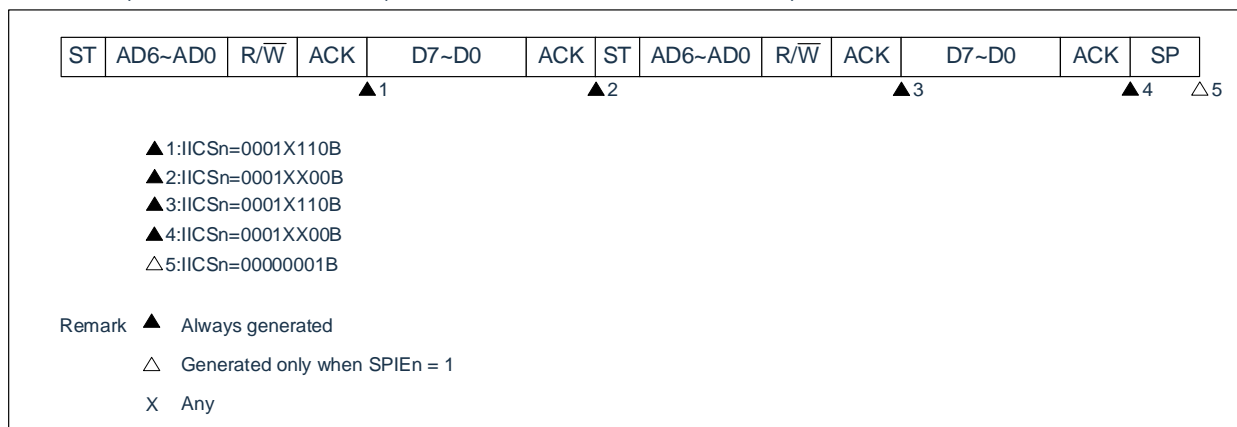 ST AD6~AD0 R/W̅ ACK D7~D0 ACK ST AD6~AD0 R/W̅ ACK D7~D0 ACK SP
▲1 ▲2 ▲3 ▲4 △5
▲1:IICSn=0001X110B
▲2:IICSn=0001XX00B
▲3:IICSn=0001X110B
▲4:IICSn=0001XX00B
△5:IICSn=00000001B
Remark ▲ Always generated
△ Generated only when SPIEn = 1
X Any